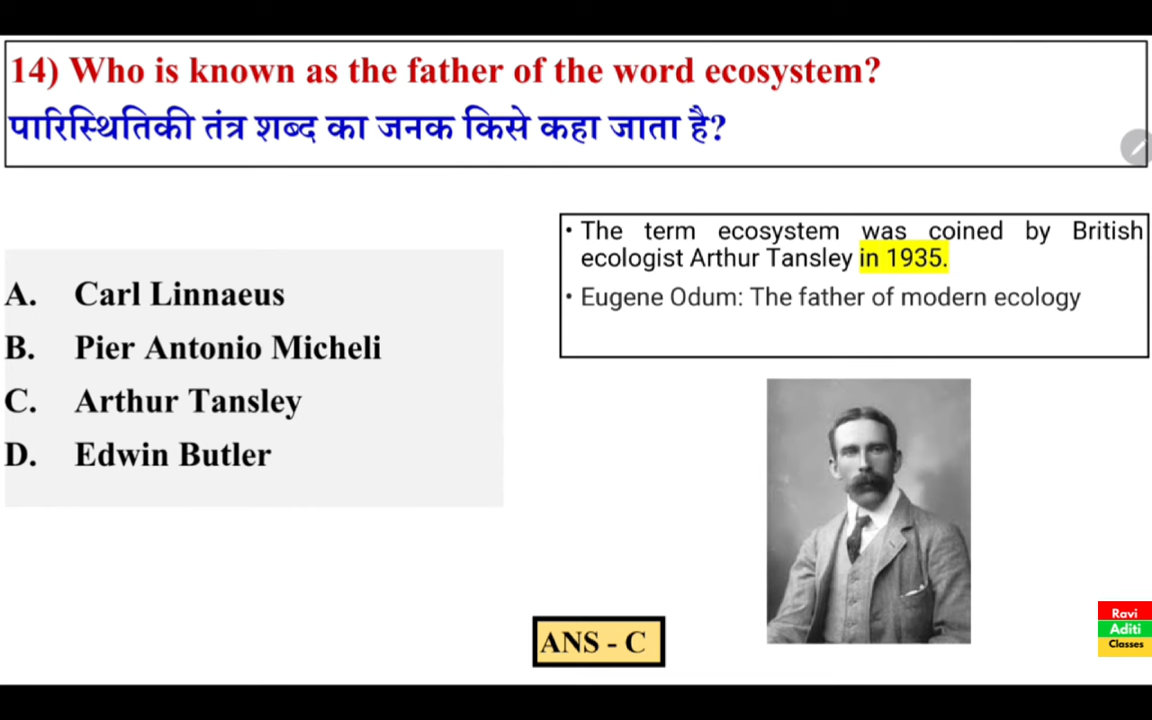 14) Who is known as the father of the word ecosystem?
पारिस्थितिकी तंत्र शब्द का जनक किसे कहा जाता है?
A. Carl Linnaeus
B. Pier Antonio Micheli
C. Arthur Tansley
D. Edwin Butler
• The term ecosystem was coined by British
ecologist Arthur Tansley in 1935.
• Eugene Odum: The father of modern ecology
ANS - C
Ravi
Aditi
Classes